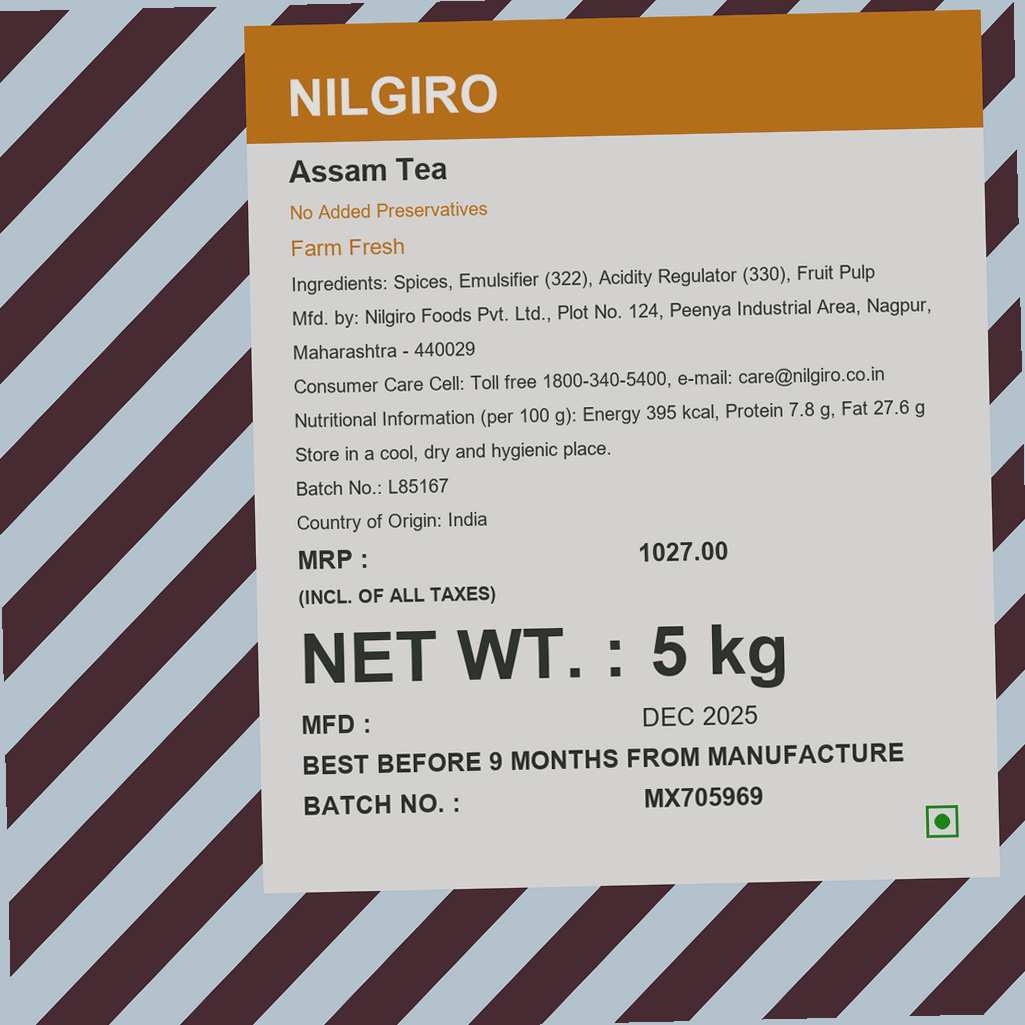 NILGIRO
Assam Tea
No Added Preservatives
Farm Fresh
Ingredients: Spices, Emulsifier (322), Acidity Regulator (330), Fruit Pulp
Mfd. by: Nilgiro Foods Pvt. Ltd., Plot No. 124, Peenya Industrial Area, Nagpur,
Maharashtra - 440029
Consumer Care Cell: Toll free 1800-340-5400, e-mail: care@nilgiro.co.in
Nutritional Information (per 100 g): Energy 395 kcal, Protein 7.8 g, Fat 27.6 g
Store in a cool, dry and hygienic place.
Batch No.: L85167
Country of Origin: India
MRP : 1027.00
(INCL. OF ALL TAXES)
NET WT. : 5 kg
MFD : DEC 2025
BEST BEFORE 9 MONTHS FROM MANUFACTURE
BATCH NO. : MX705969